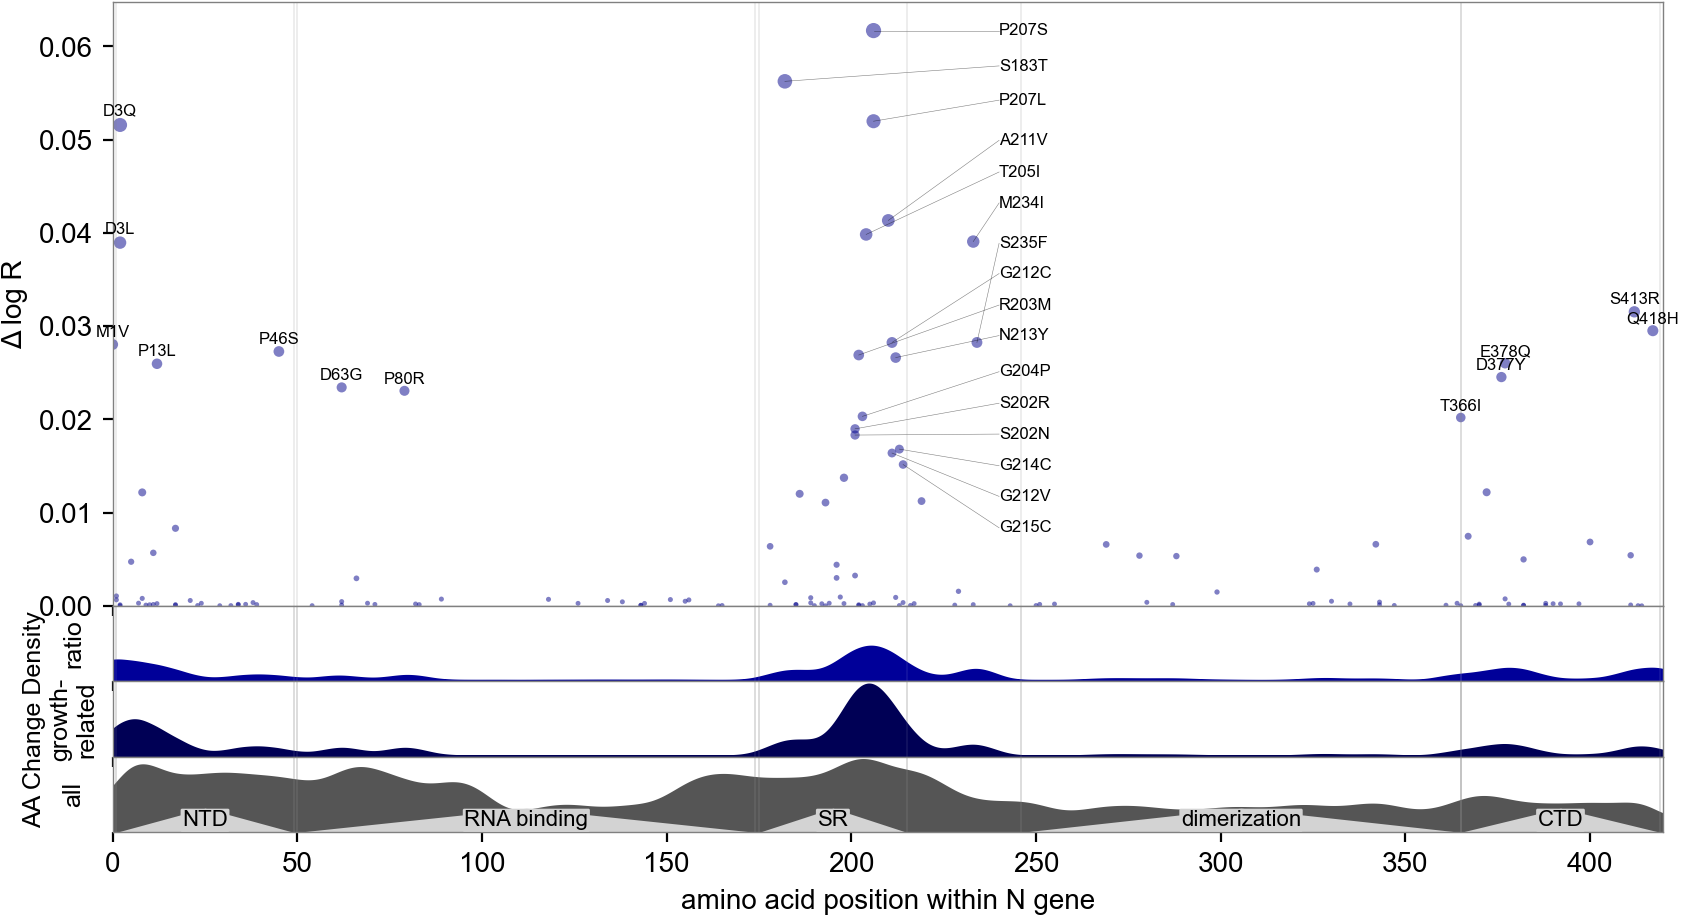 P207S
0.06
S183T
D3Q
P207L
0.05
A211V
T205I
M234I
D3L
0.04
S235F
G212C
Δ log R
S413R
R203M
Q418H
0.03
M1V
N213Y
P46S
P13L
E378Q
D377Y
D63G
P80R
G204P
S202R
T366I
0.02
S202N
G214C
G212V
0.01
G215C
0.00
AA Change Density
ratio
growth-
related
all
NTD
RNA binding
SR
dimerization
CTD
0 50 100 150 200 250 300 350 400
amino acid position within N gene